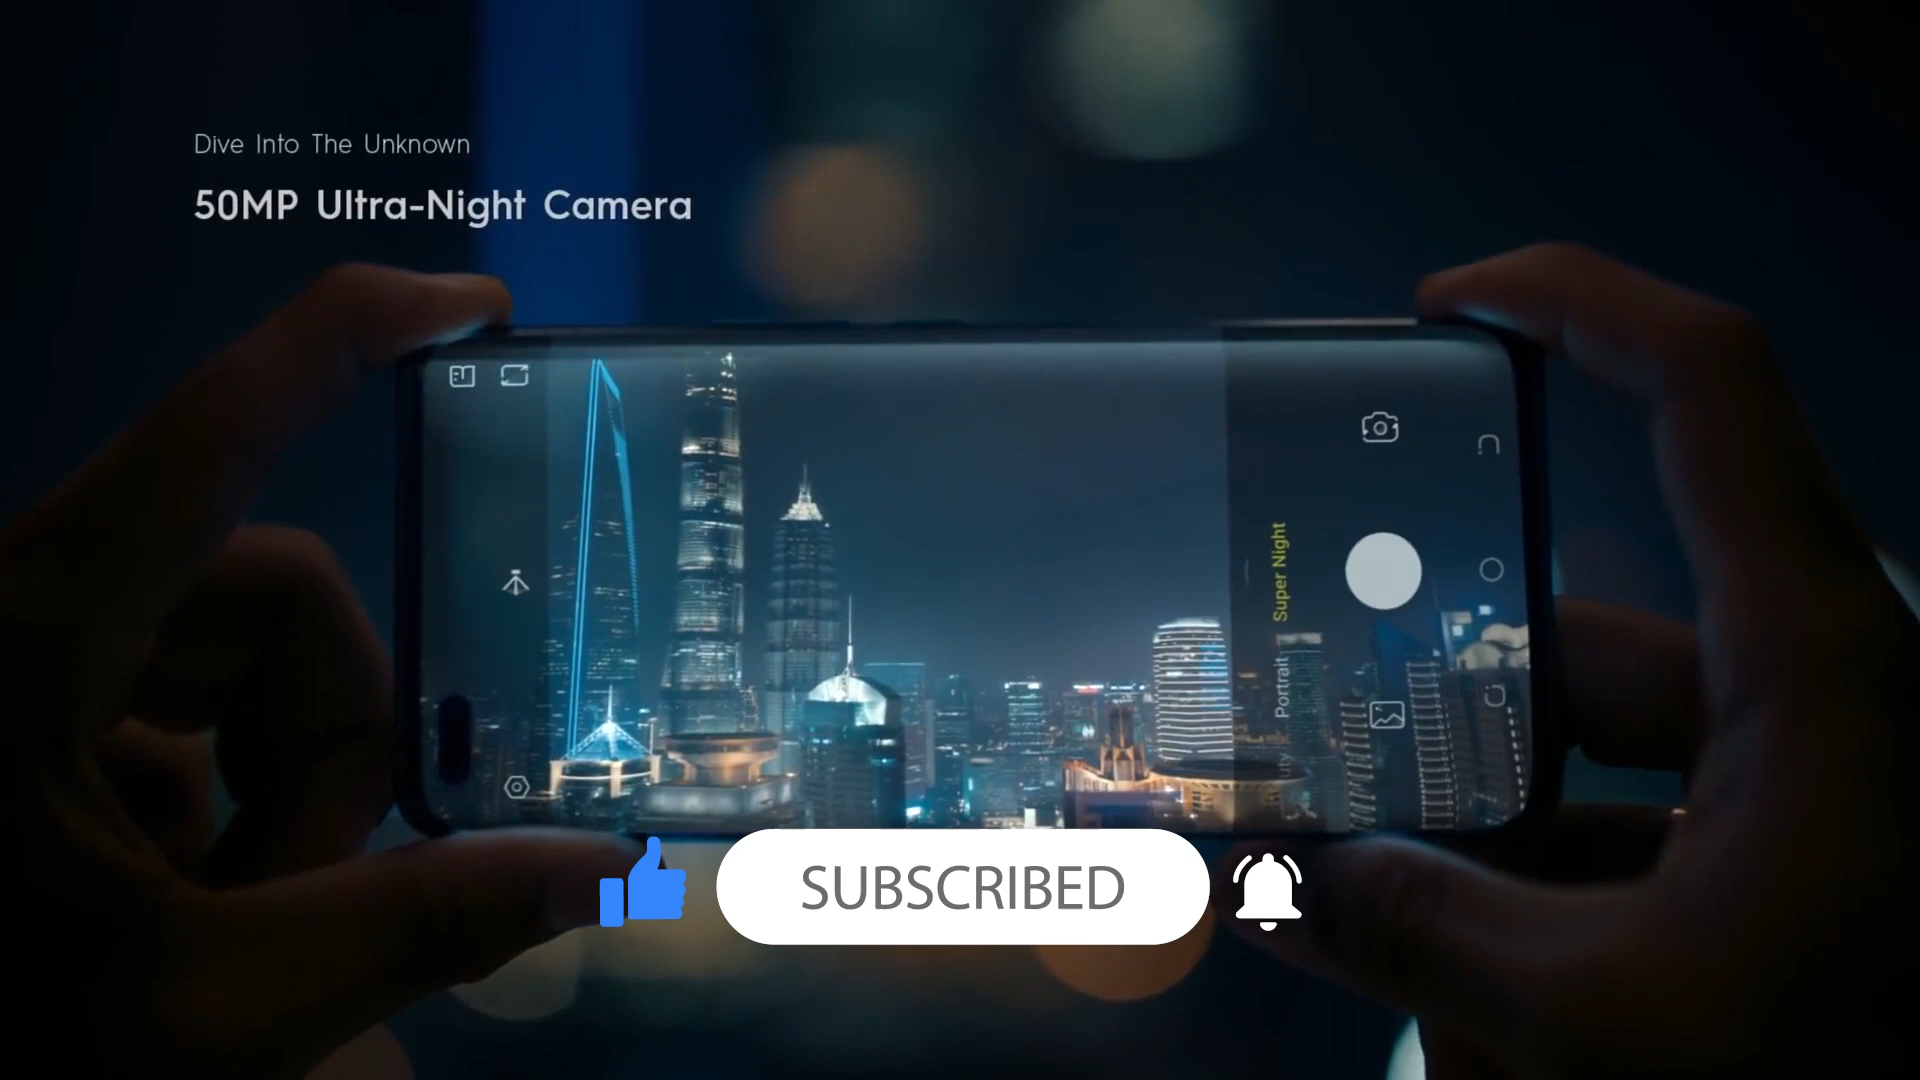 Dive Into The Unknown
50MP Ultra-Night Camera
Super Night
Portrait
SUBSCRIBED